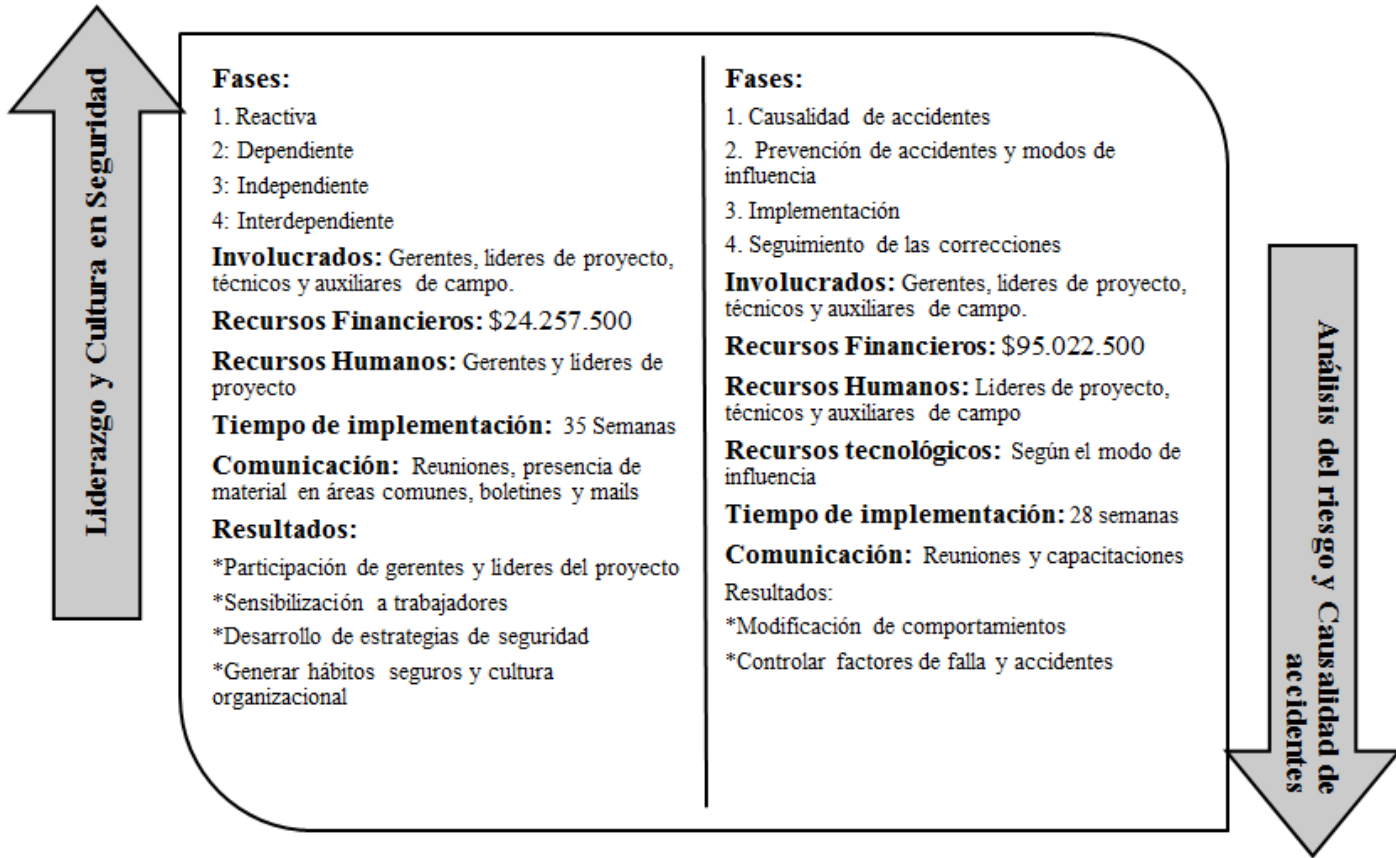 Liderazgo y Cultura en Seguridad
Fases:
1. Reactiva
2: Dependiente
3: Independiente
4: Interdependiente
Involucrados: Gerentes, lideres de proyecto,
técnicos y auxiliares de campo.
Recursos Financieros: $24.257.500
Recursos Humanos: Gerentes y lideres de
proyecto
Tiempo de implementación: 35 Semanas
Comunicación: Reuniones, presencia de
material en áreas comunes, boletines y mails
Resultados:
*Participación de gerentes y lideres del proyecto
*Sensibilización a trabajadores
*Desarrollo de estrategias de seguridad
*Generar hábitos seguros y cultura
organizacional
Fases:
1. Causalidad de accidentes
2. Prevención de accidentes y modos de
influencia
3. Implementación
4. Seguimiento de las correcciones
Involucrados: Gerentes, lideres de proyecto,
técnicos y auxiliares de campo.
Recursos Financieros: $95.022.500
Recursos Humanos: Lideres de proyecto,
técnicos y auxiliares de campo
Recursos tecnológicos: Según el modo de
influencia
Tiempo de implementación: 28 semanas
Comunicación: Reuniones y capacitaciones
Resultados:
*Modificación de comportamientos
*Controlar factores de falla y accidentes
Análisis del riesgo y Causalidad de
accidentes